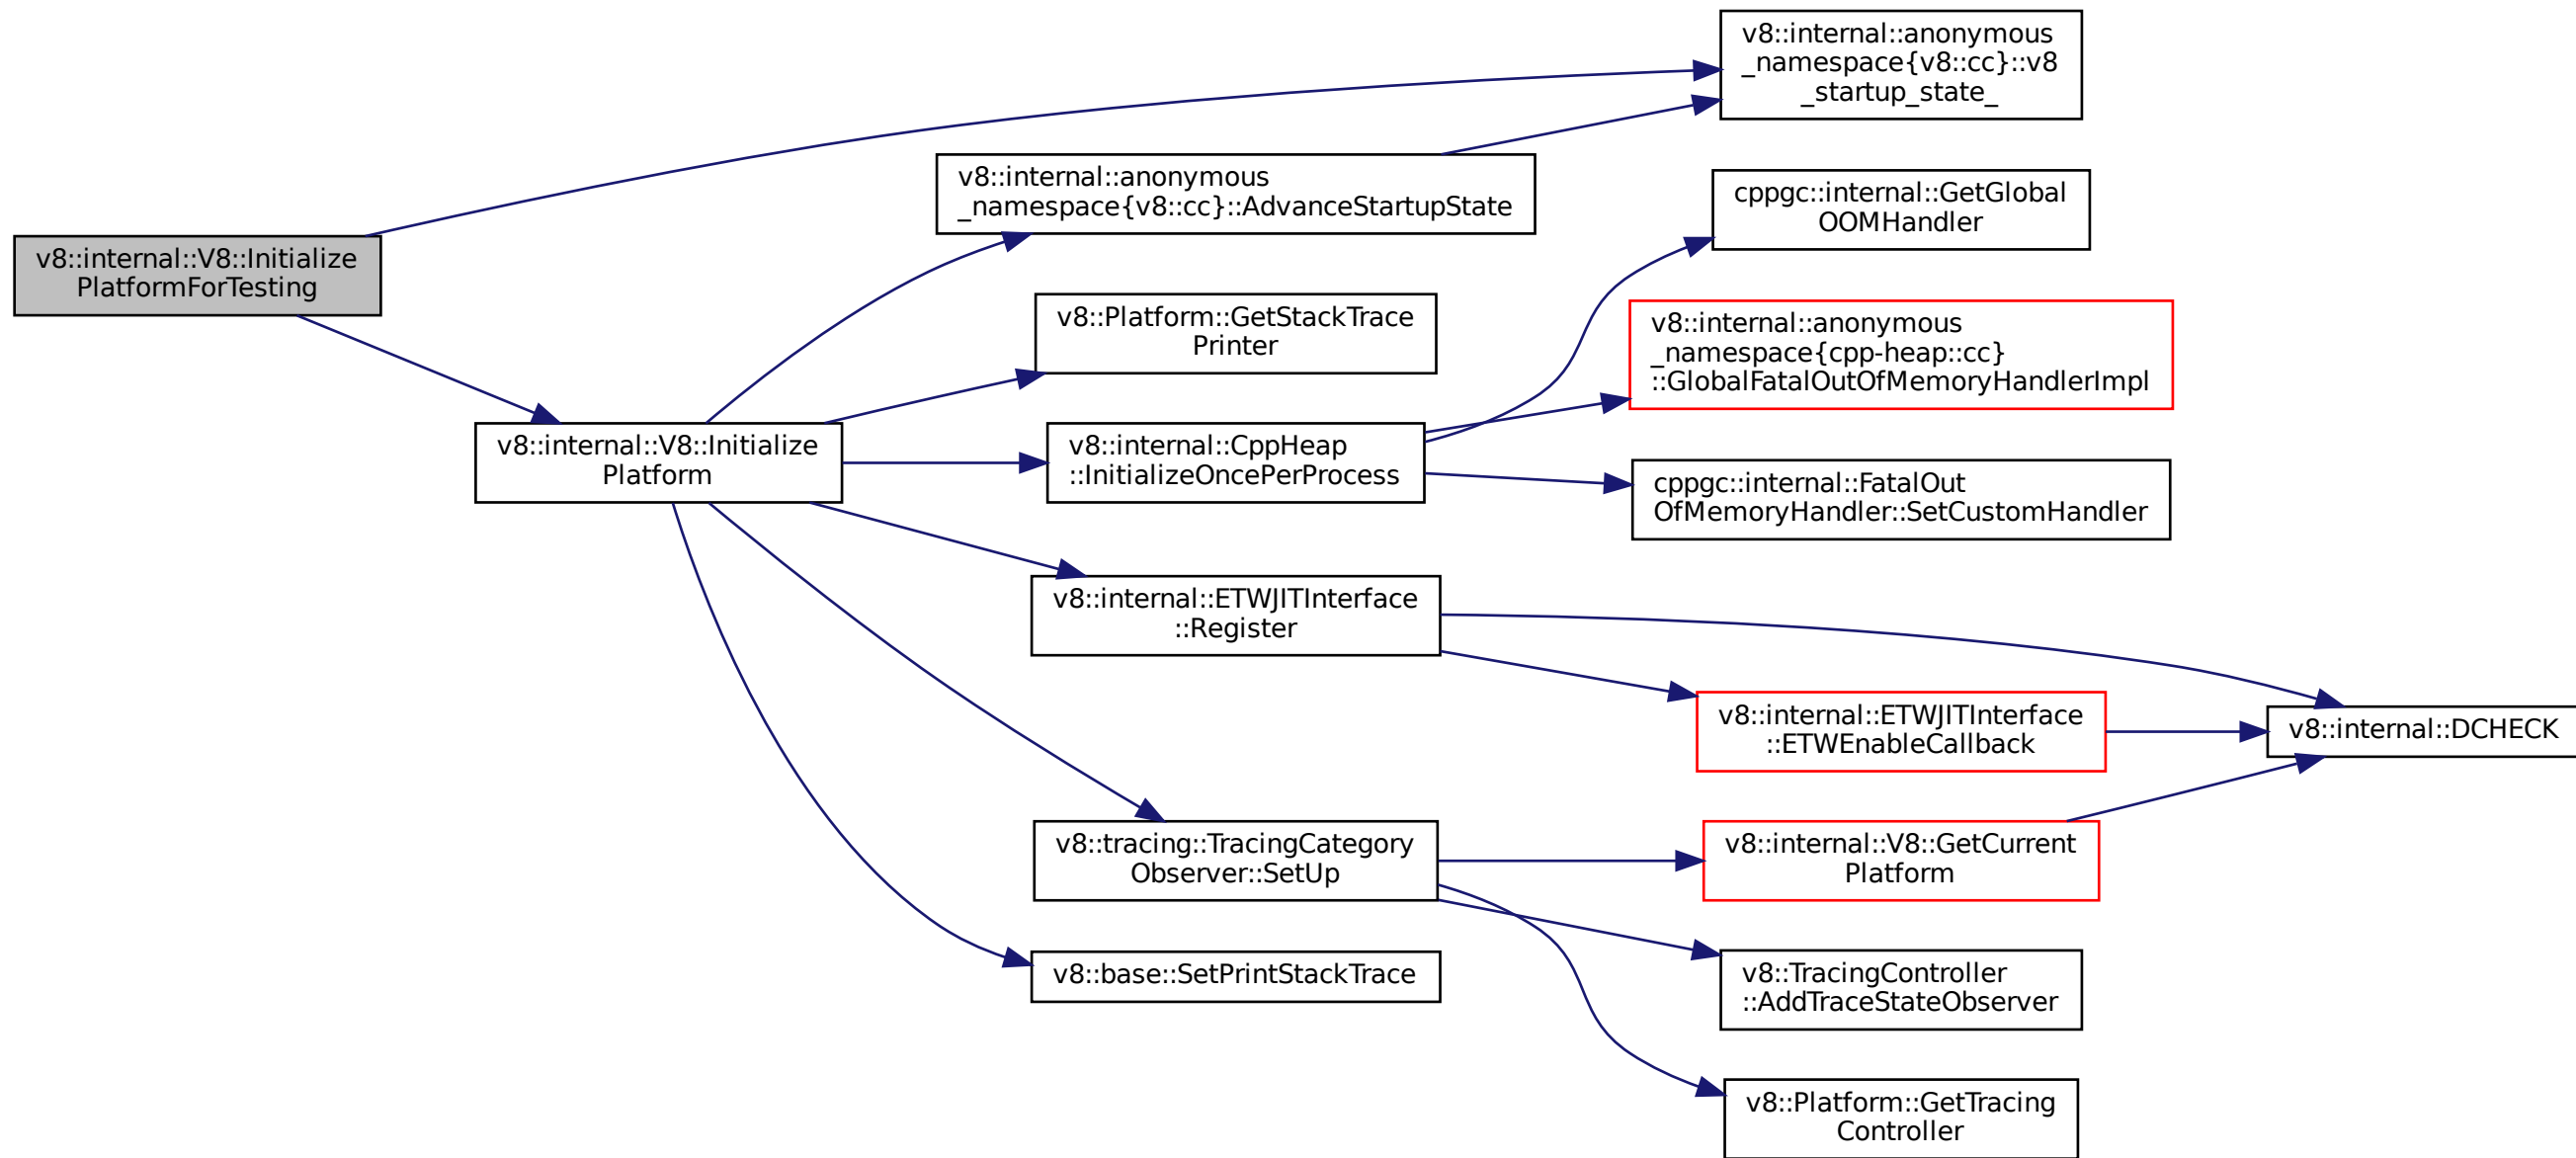 v8::internal::V8::Initialize
PlatformForTesting
v8::internal::V8::Initialize
Platform
v8::internal::anonymous
_namespace{v8::cc}::AdvanceStartupState
v8::Platform::GetStackTrace
Printer
v8::internal::CppHeap
::InitializeOncePerProcess
v8::internal::ETWJITInterface
::Register
v8::tracing::TracingCategory
Observer::SetUp
v8::base::SetPrintStackTrace
v8::internal::anonymous
_namespace{v8::cc}::v8
_startup_state_
cppgc::internal::GetGlobal
OOMHandler
v8::internal::anonymous
_namespace{cpp-heap::cc}
::GlobalFatalOutOfMemoryHandlerImpl
cppgc::internal::FatalOut
OfMemoryHandler::SetCustomHandler
v8::internal::ETWJITInterface
::ETWEnableCallback
v8::internal::V8::GetCurrent
Platform
v8::TracingController
::AddTraceStateObserver
v8::Platform::GetTracing
Controller
v8::internal::DCHECK